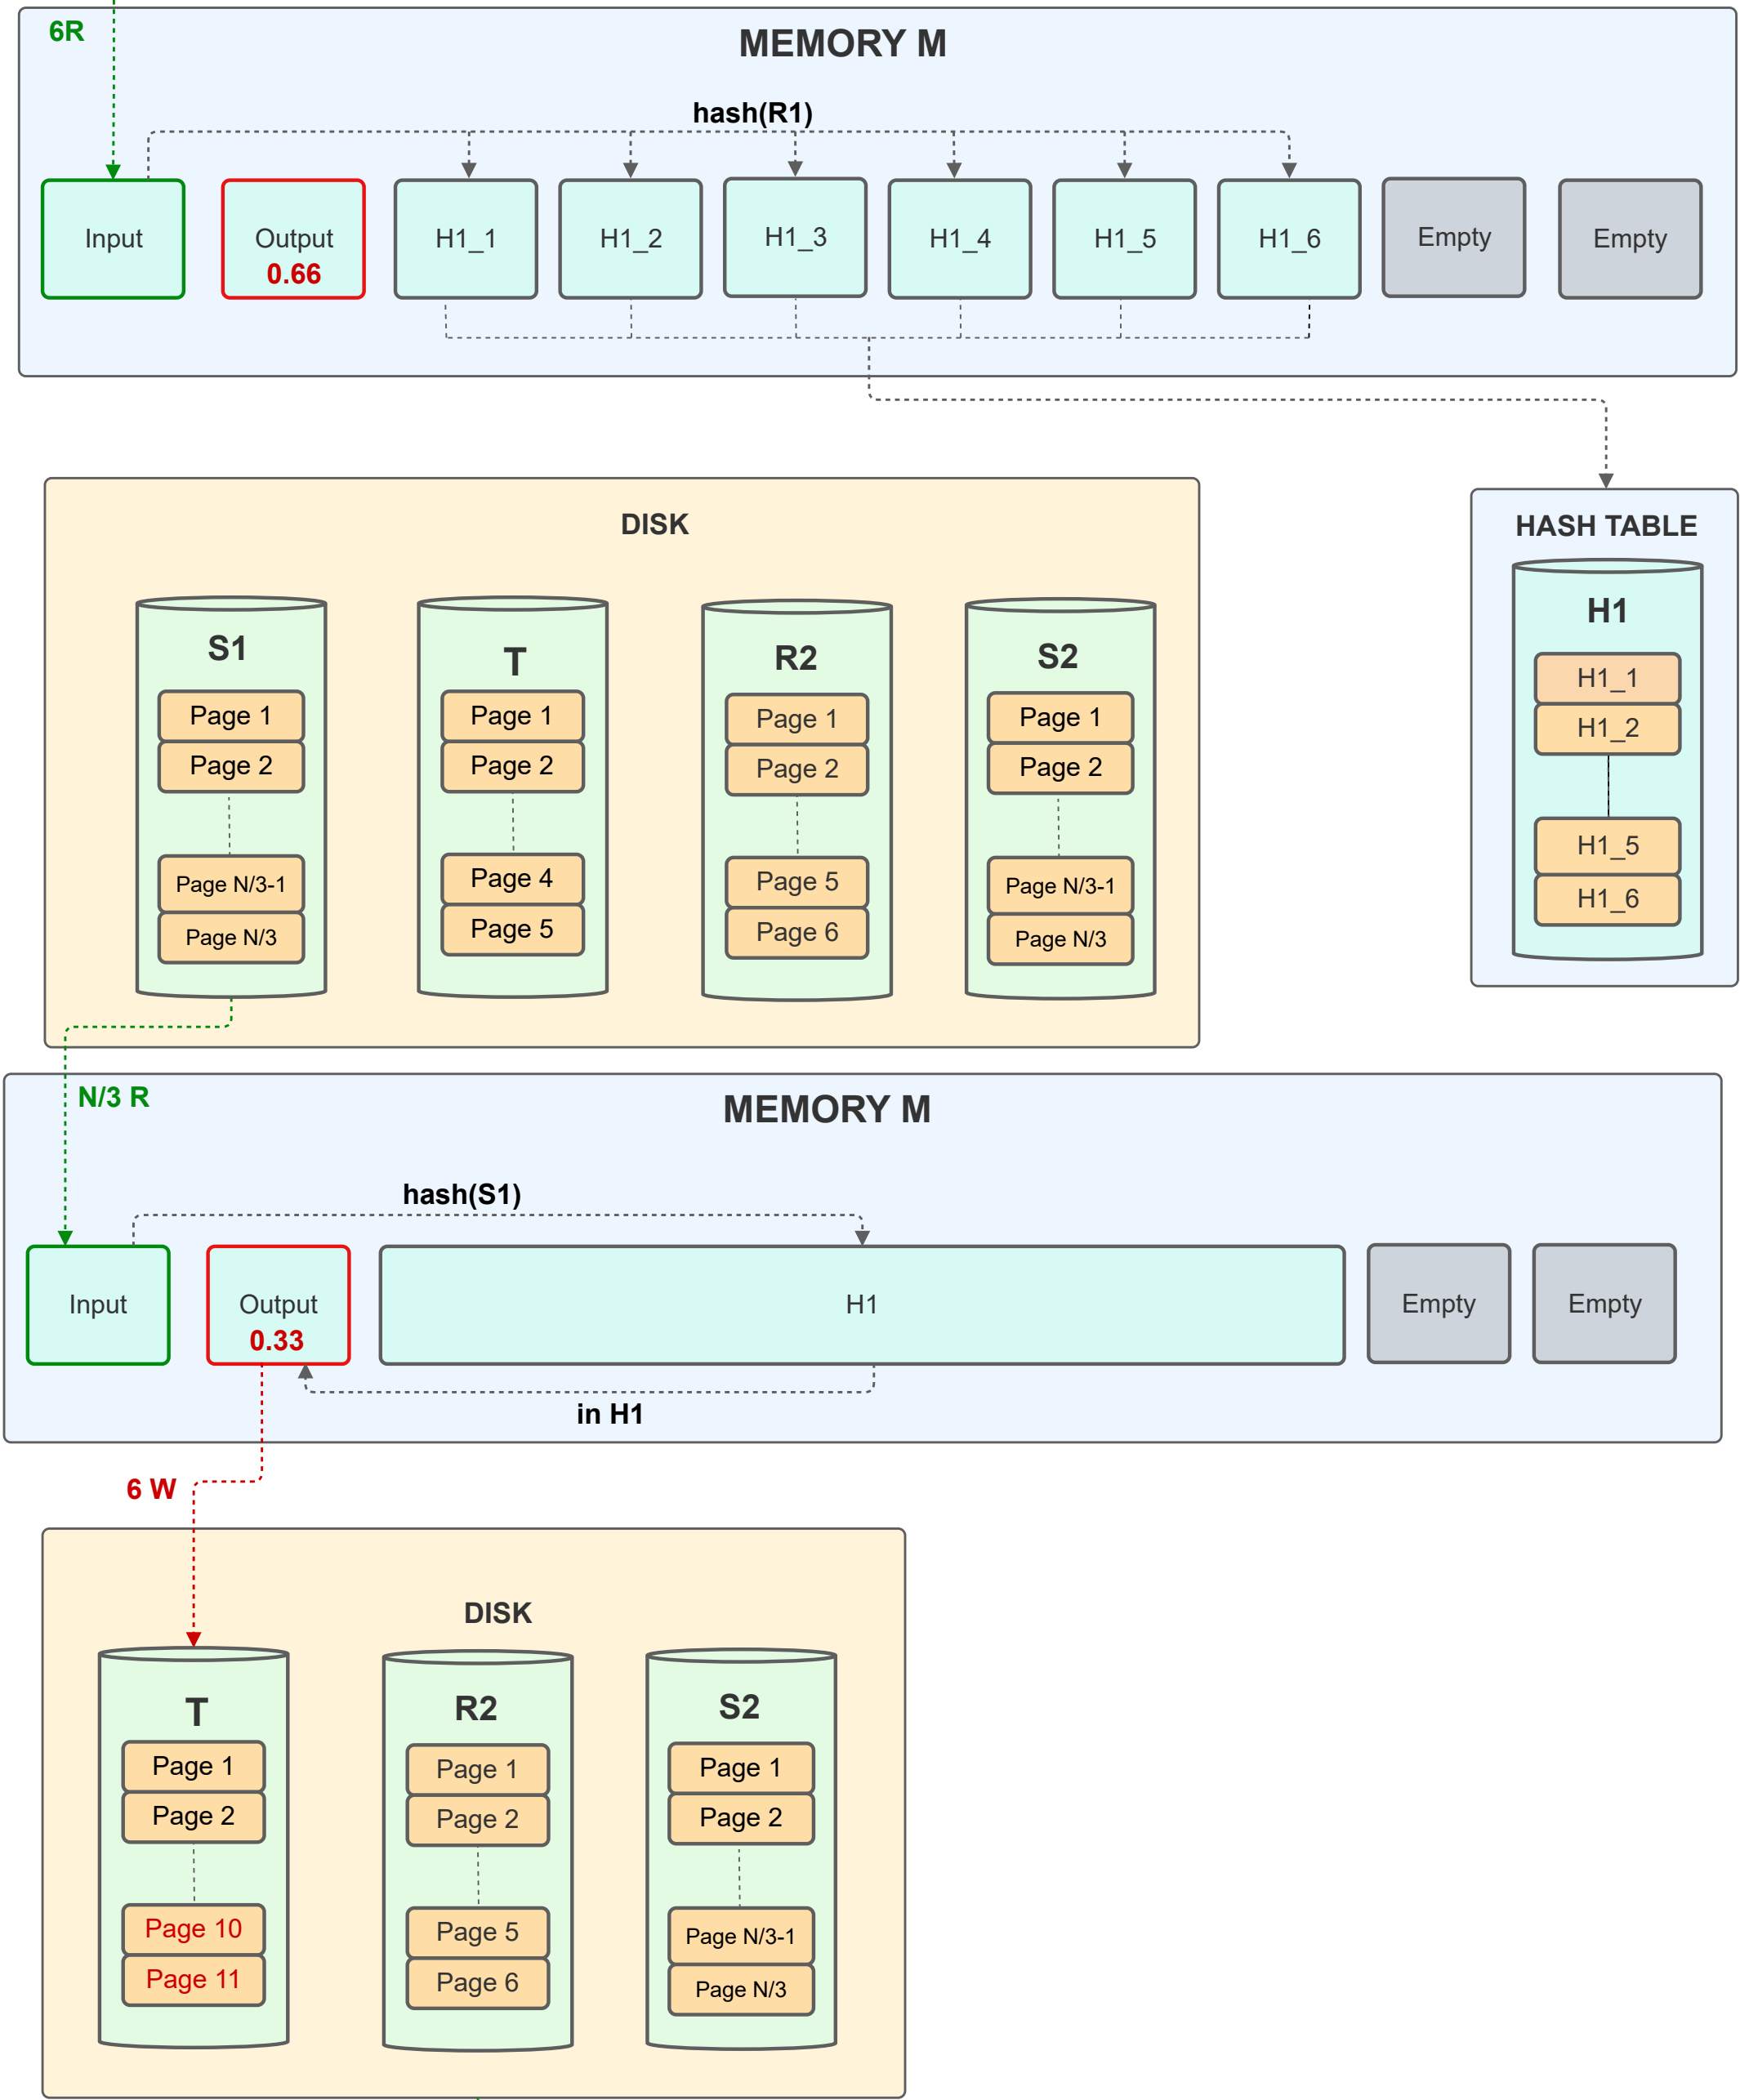 6R
MEMORY M
hash(R1)
Input
Output
0.66
H1_1
H1_2
H1_3
H1_4
H1_5
H1_6
Empty
Empty
DISK
S1
Page 1
Page 2
Page N/3-1
Page N/3
T
Page 1
Page 2
Page 4
Page 5
R2
Page 1
Page 2
Page 5
Page 6
S2
Page 1
Page 2
Page N/3-1
Page N/3
HASH TABLE
H1
H1_1
H1_2
H1_5
H1_6
N/3 R
MEMORY M
hash(S1)
Input
Output
0.33
H1
Empty
Empty
in H1
6 W
DISK
T
Page 1
Page 2
Page 10
Page 11
R2
Page 1
Page 2
Page 5
Page 6
S2
Page 1
Page 2
Page N/3-1
Page N/3